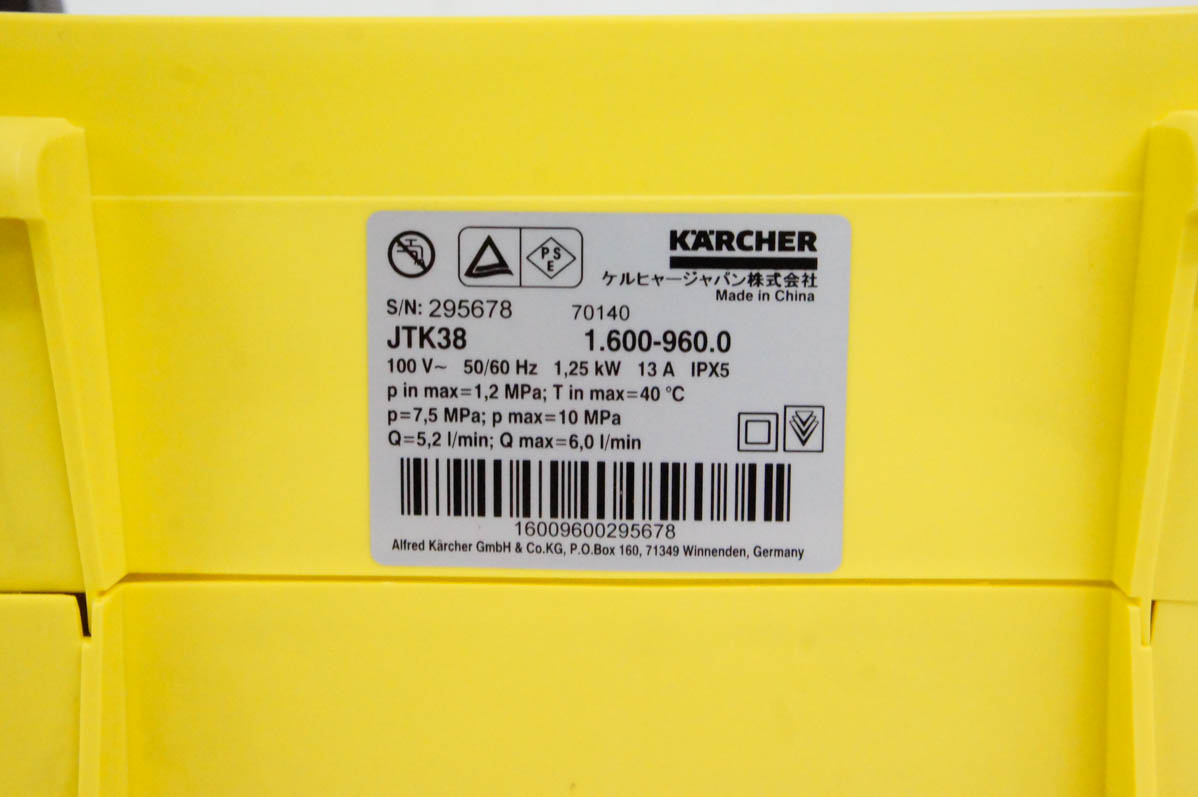 P S
E
KÄRCHER
ケルヒャージャパン株式会社
Made in China
S/N: 295678 70140
JTK38 1.600-960.0
100 V~ 50/60 Hz 1,25 kW 13 A IPX5
p in max=1,2 MPa; T in max=40 °C
p=7,5 MPa; p max=10 MPa
Q=5,2 l/min; Q max=6,0 l/min
16009600295678
Alfred Kärcher GmbH & Co.KG, P.O.Box 160, 71349 Winnenden, Germany